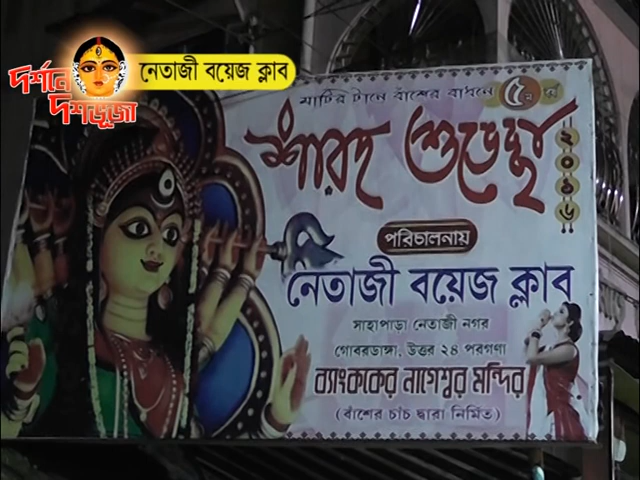 দর্শনে
দশভূজা
নেতাজী বয়েজ ক্লাব
মাটির টানে বাঁশের বাধনে
৫ম বর্ষ
শারদ শুভেচ্ছা
২০১৬
পরিচালনায়
নেতাজী বয়েজ ক্লাব
সাহাপাড়া নেতাজী নগর
গোবরডাঙ্গা, উত্তর ২৪ পরগণা
ব্যাংককের নাগেশ্বর মন্দির
(বাঁশের চাঁচ দ্বারা নির্মিত)